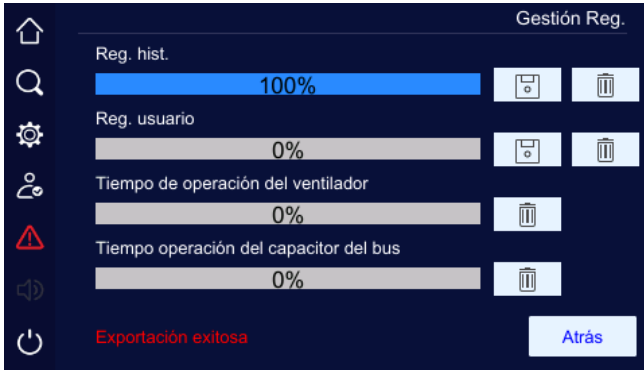 Gestión Reg.
Reg. hist.
100%
Reg. usuario
0%
Tiempo de operación del ventilador
0%
Tiempo operación del capacitor del bus
0%
Exportación exitosa
Atrás